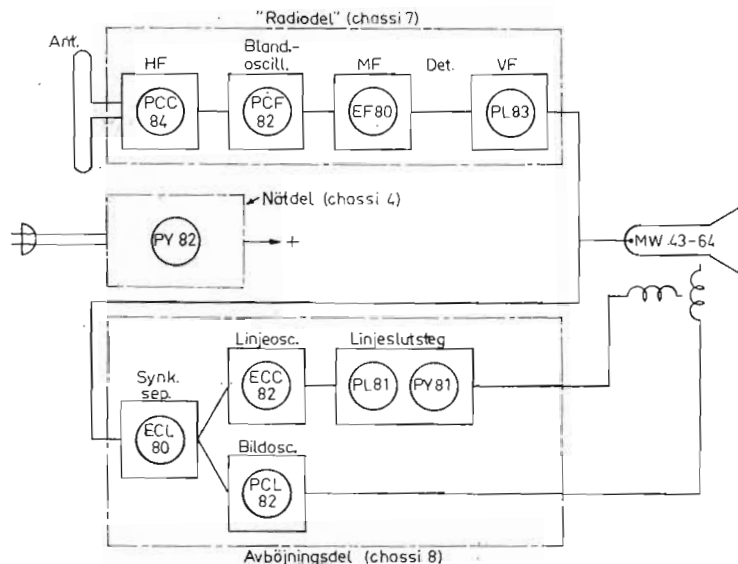 "Radiodel" (chassi 7)
Ant.
HF
Bland.-
oscill.
MF
Det.
VF
PCC
84
PCF
82
EF80
PL83
Nätdel (chassi 4)
PY 82
+
MW 43-64
Linjeosc.
Linjeslutsteg
Synk.
sep.
ECC
82
PL81
PY81
ECL
80
Bildosc.
PCL
82
Avböjningsdel (chassi 8)